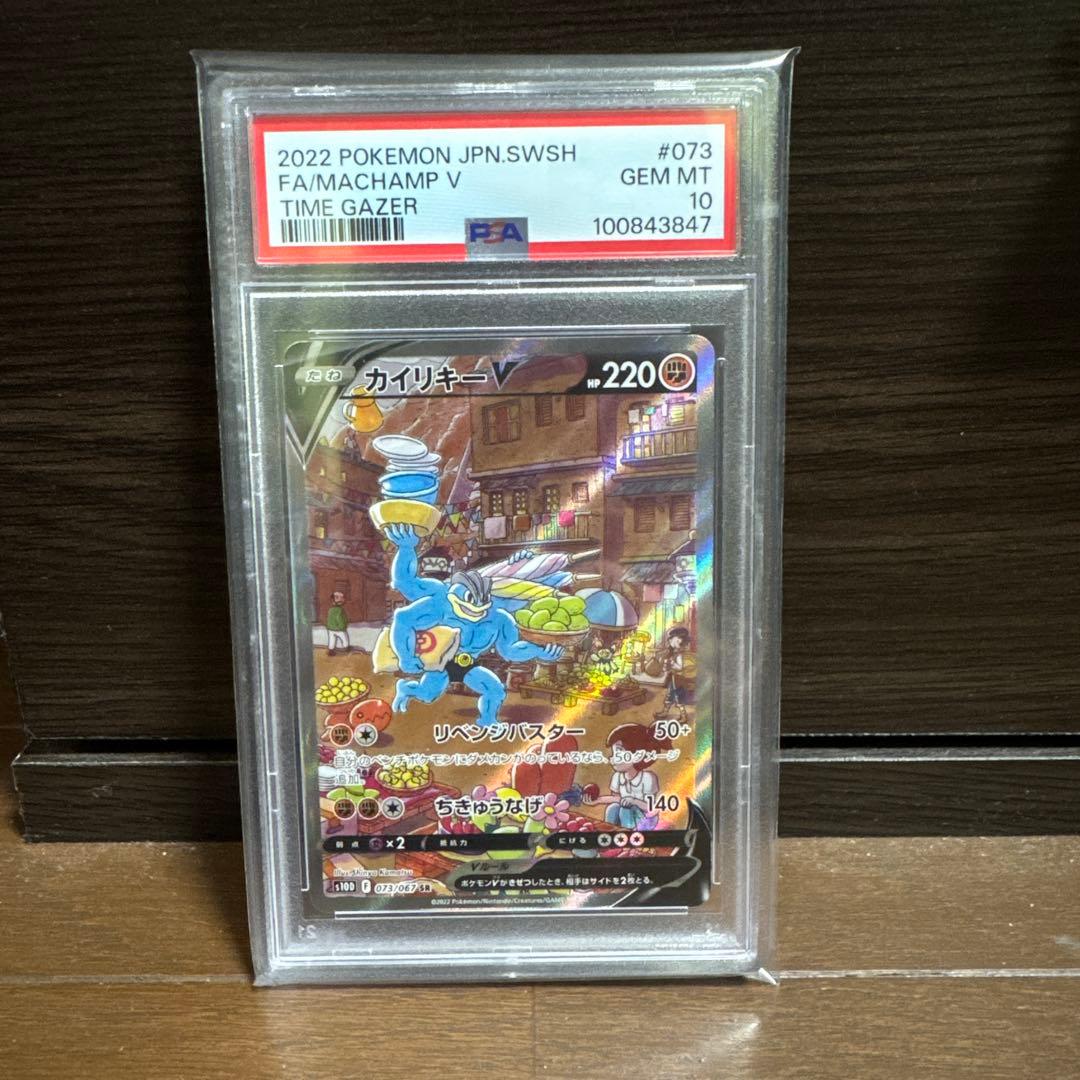 2022 POKEMON JPN.SWSH #073
FA/MACHAMP V GEM MT
TIME GAZER 10
PSA 100843847
たね カイリキーV HP 220
リベンジバスター 50+
自分のベンチポケモンにダメカンがのっているなら、50ダメージ
追加。
ちきゅうなげ 140
弱点 ×2 抵抗力 にげる
Vルール
ポケモンVがきぜつしたとき、相手はサイドを2枚とる。
Illus. Shinya Komatsu
s10D F 073/067 SR
©2022 Pokémon/Nintendo/Creatures/GAME